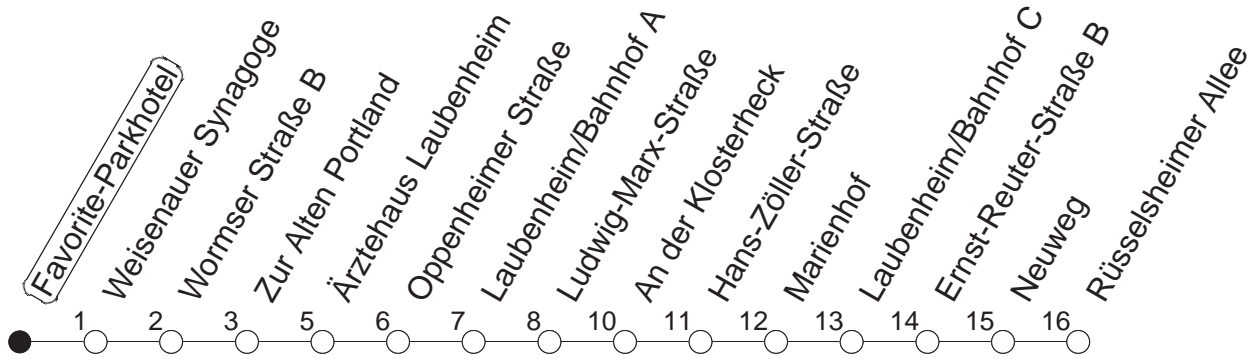 Favorite-Parkhotel
Weisenauer Synagoge
Wormser Straße B
Zur Alten Portland
Ärztehaus Laubenheim
Oppenheimer Straße
Laubenheim/Bahnhof A
Ludwig-Marx-Straße
An der Klosterheck
Hans-Zöller-Straße
Marienhof
Laubenheim/Bahnhof C
Ernst-Reuter-Straße B
Neuweg
Rüsselsheimer Allee
1 2 3 5 6 7 8 10 11 12 13 14 15 16